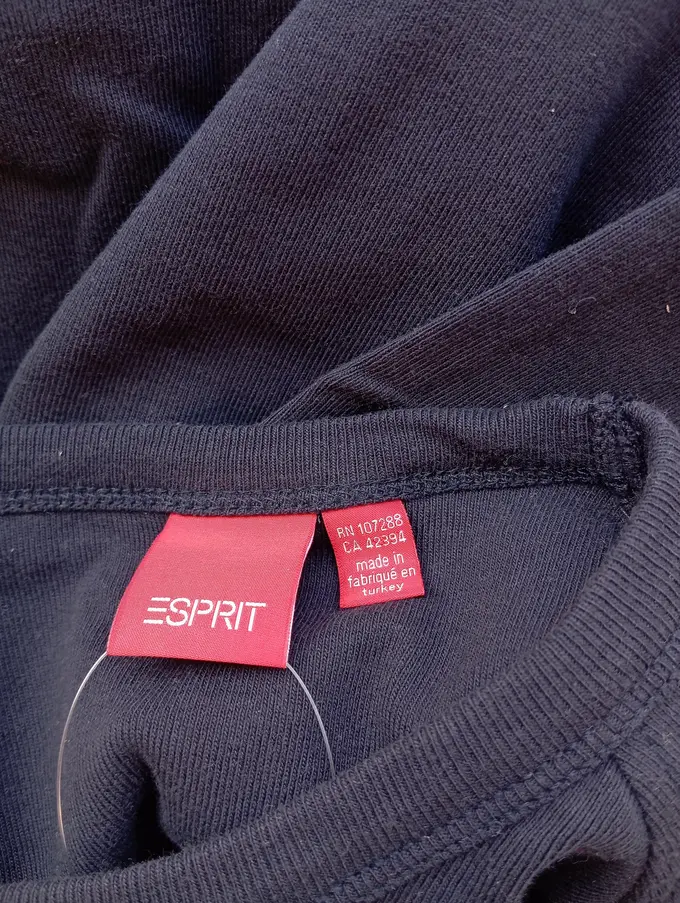 ESPRIT
RN 107288
CA 42394
made in
fabriqué en
turkey